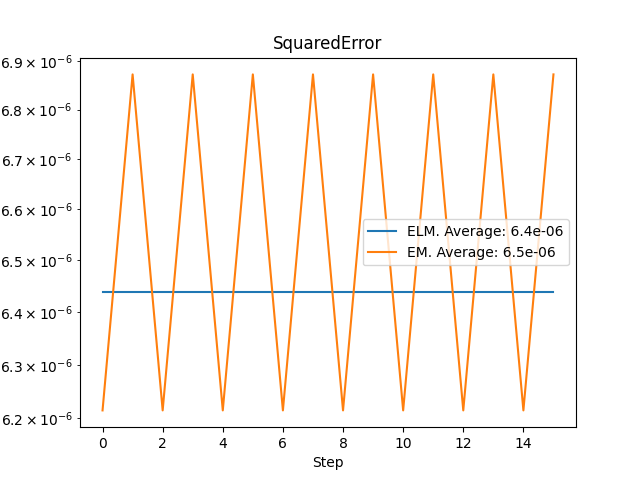 SquaredError
6.9 × 10⁻⁶
6.8 × 10⁻⁶
6.7 × 10⁻⁶
6.6 × 10⁻⁶
6.5 × 10⁻⁶
6.4 × 10⁻⁶
6.3 × 10⁻⁶
6.2 × 10⁻⁶
ELM. Average: 6.4e-06
EM. Average: 6.5e-06
0 2 4 6 8 10 12 14
Step